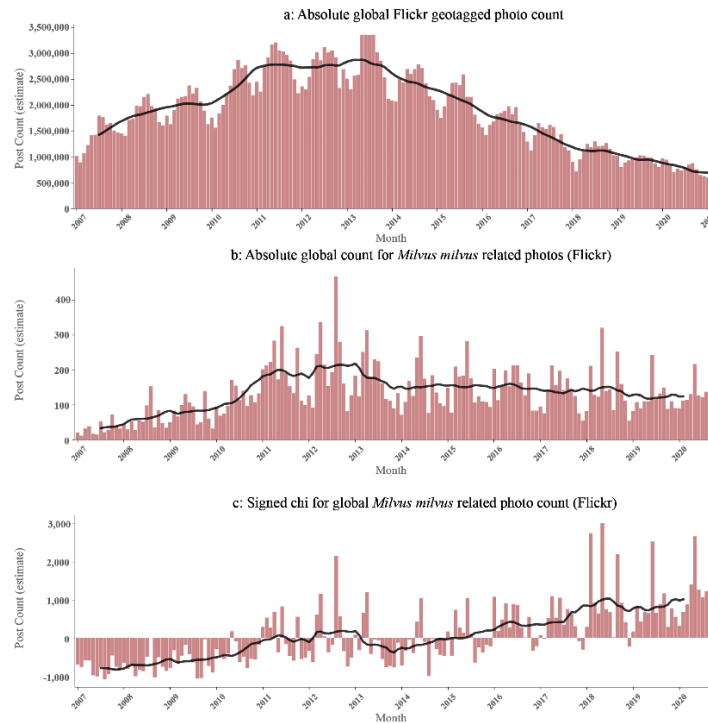 a: Absolute global Flickr geotagged photo count
3,500,000
3,000,000
2,500,000
2,000,000
1,500,000
1,000,000
500,000
0
Post Count (estimate)
2007 2008 2009 2010 2011 2012 2013 2014 2015 2016 2017 2018 2019 2020
Month
b: Absolute global count for Milvus milvus related photos (Flickr)
400
300
200
100
0
Post Count (estimate)
2007 2008 2009 2010 2011 2012 2013 2014 2015 2016 2017 2018 2019 2020
Month
c: Signed chi for global Milvus milvus related photo count (Flickr)
3,000
2,000
1,000
0
-1,000
Post Count (estimate)
2007 2008 2009 2010 2011 2012 2013 2014 2015 2016 2017 2018 2019 2020
Month